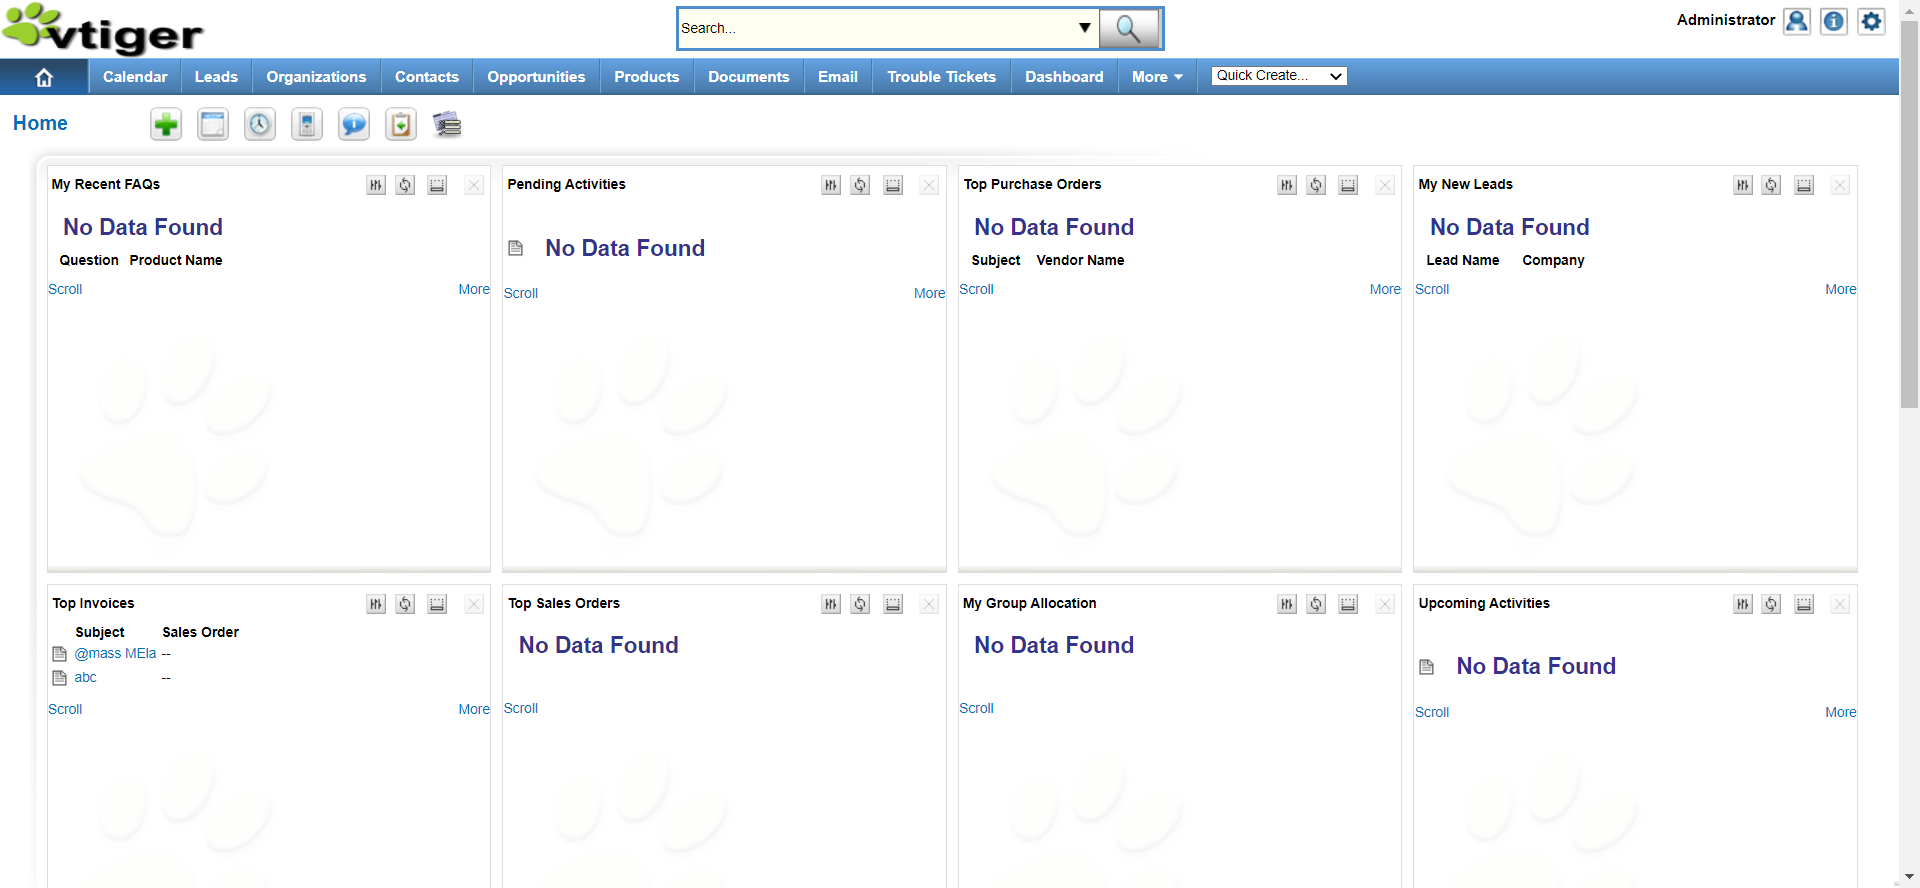 vtiger
Search...
Administrator
Calendar Leads Organizations Contacts Opportunities Products Documents Email Trouble Tickets Dashboard More Quick Create...
Home
My Recent FAQs
No Data Found
Question Product Name
Scroll More
Pending Activities
No Data Found
Scroll More
Top Purchase Orders
No Data Found
Subject Vendor Name
Scroll More
My New Leads
No Data Found
Lead Name Company
Scroll More
Top Invoices
Subject Sales Order
@mass MEla --
abc --
Scroll More
Top Sales Orders
No Data Found
Scroll
My Group Allocation
No Data Found
Scroll
Upcoming Activities
No Data Found
Scroll More